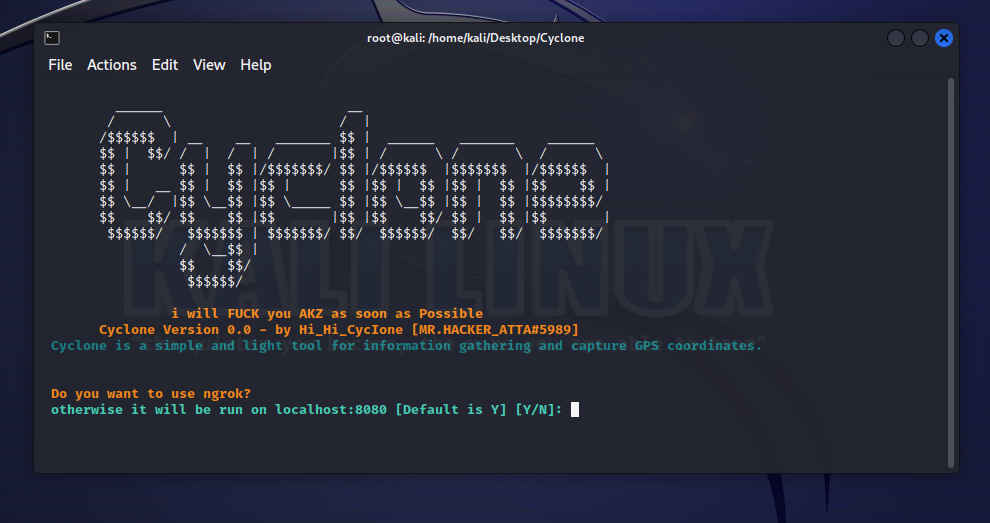 root@kali: /home/kali/Desktop/Cyclone
File Actions Edit View Help
Cyclone
KALI LINUX
i will FUCK you AKZ as soon as Possible
Cyclone Version 0.0 - by Hi_Hi_CycIone [MR.HACKER_ATTA#5989]
Cyclone is a simple and light tool for information gathering and capture GPS coordinates.
Do you want to use ngrok?
otherwise it will be run on localhost:8080 [Default is Y] [Y/N]: